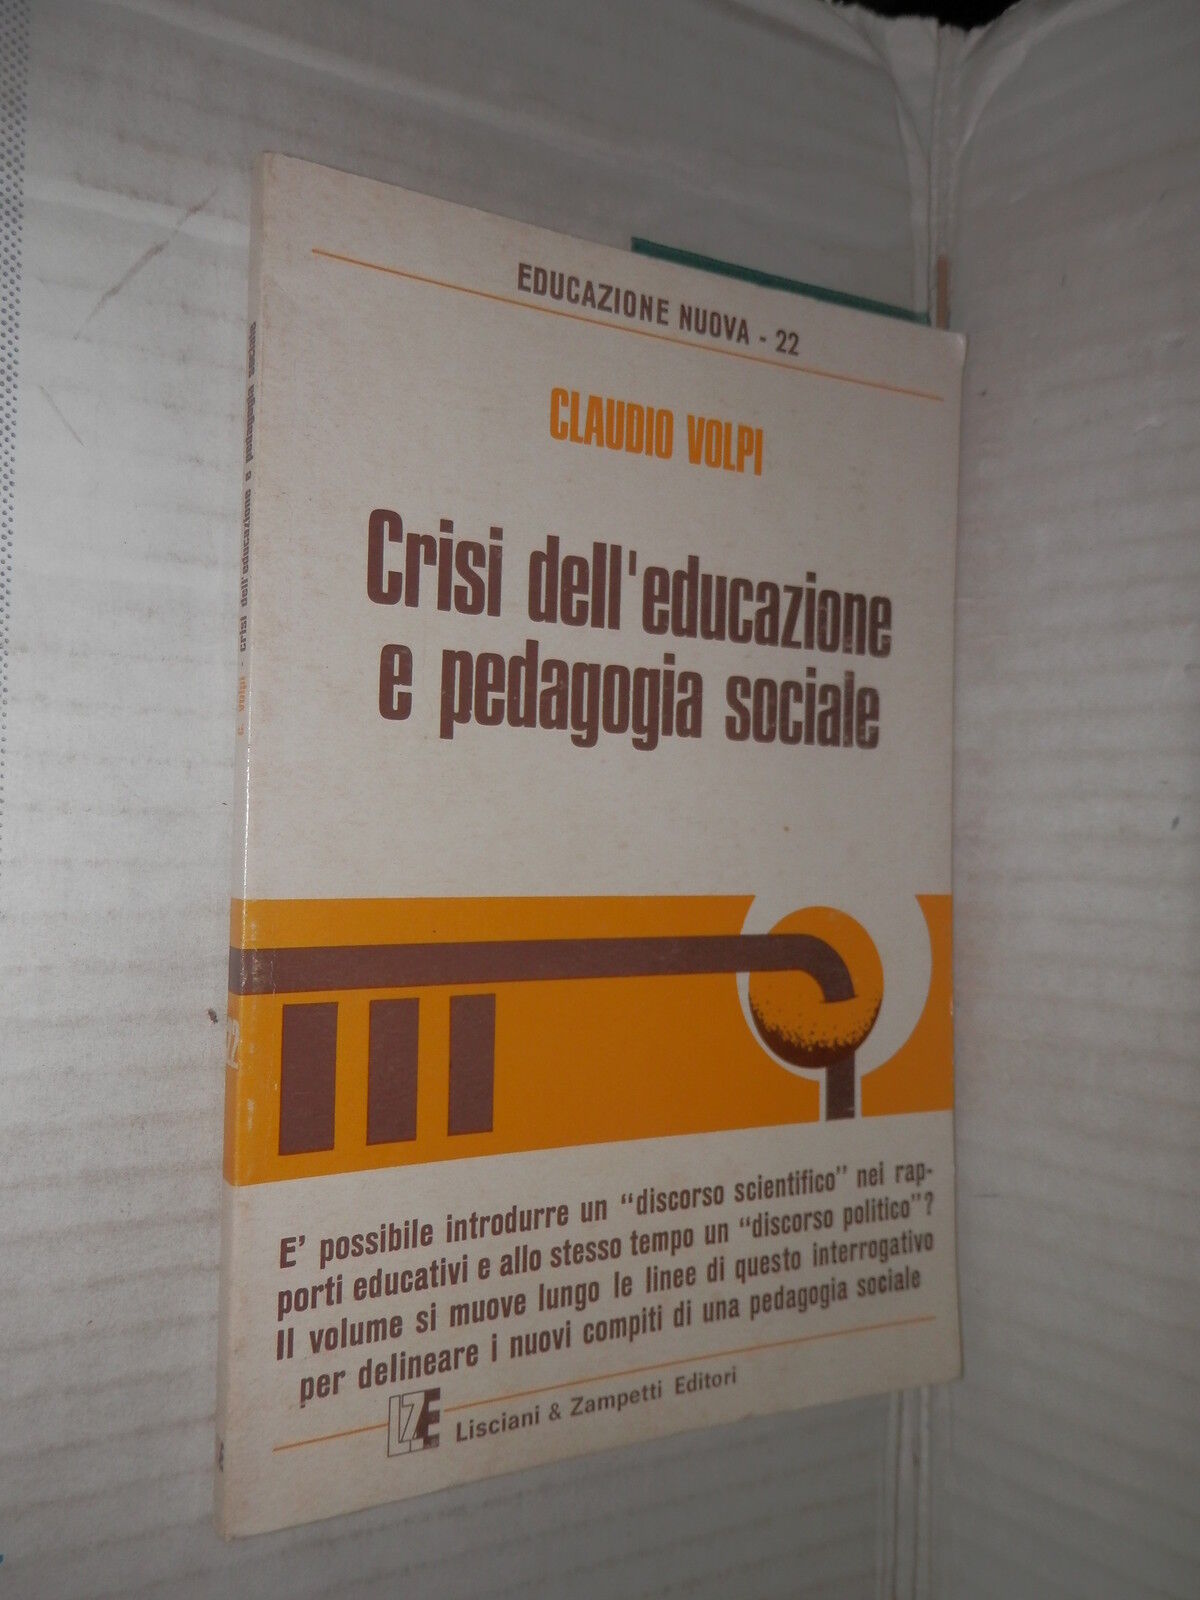 EDUCAZIONE NUOVA - 22
CLAUDIO VOLPI
Crisi dell'educazione
e pedagogia sociale
E' possibile introdurre un "discorso scientifico" nei rap-
porti educativi e allo stesso tempo un "discorso politico"?
Il volume si muove lungo le linee di questo interrogativo
per delineare i nuovi compiti di una pedagogia sociale
LZE Lisciani & Zampetti Editori
c. volpi - crisi dell'educazione e pedagogia sociale
22